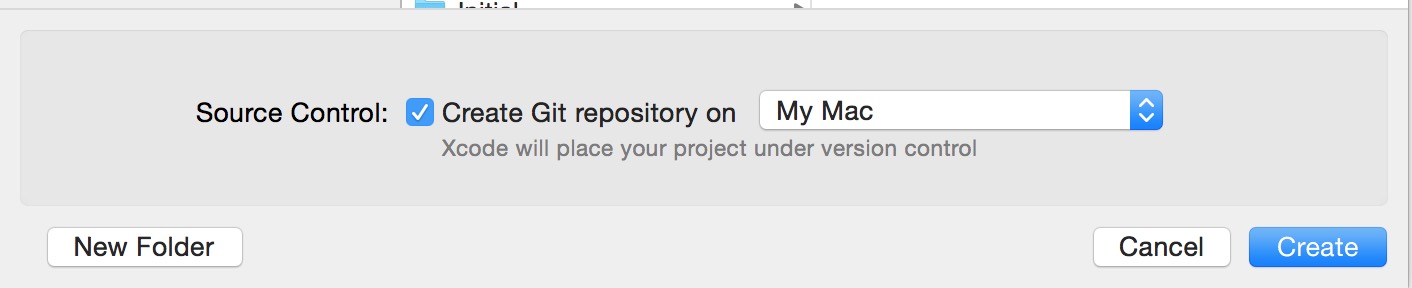 Initial
Source Control: Create Git repository on My Mac
Xcode will place your project under version control
New Folder Cancel Create